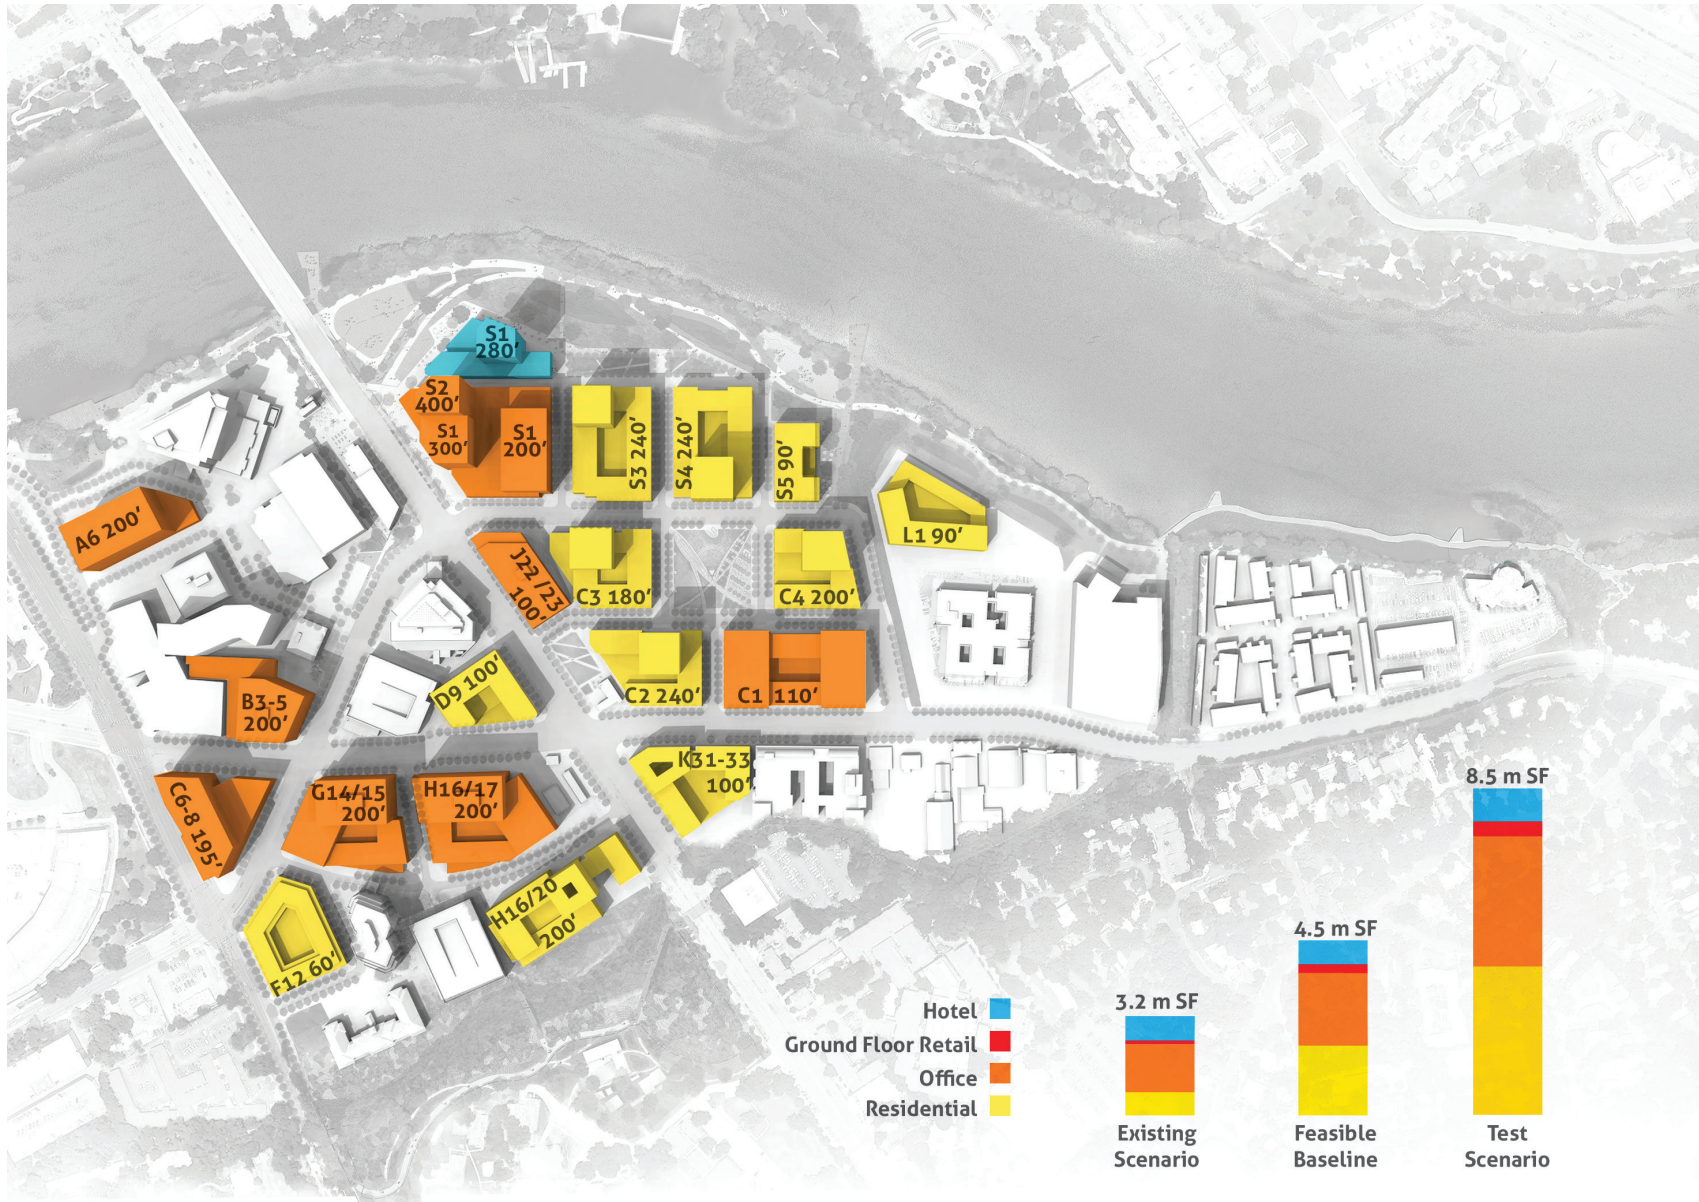 S1
280’
S2
400’
S1
300’
S1
200’
S3 240’
S4 240’
S5 90’
L1 90’
A6 200’
J22 /23
100’
C3 180’
C4 200’
D9 100’
C2 240’
C1 110’
B3-5
200’
K31-33
100’
C6-8 195’
G14/15
200’
H16/17
200’
H16/20
200’
F12 60’
Hotel
Ground Floor Retail
Office
Residential
3.2 m SF
4.5 m SF
8.5 m SF
Existing
Scenario
Feasible
Baseline
Test
Scenario